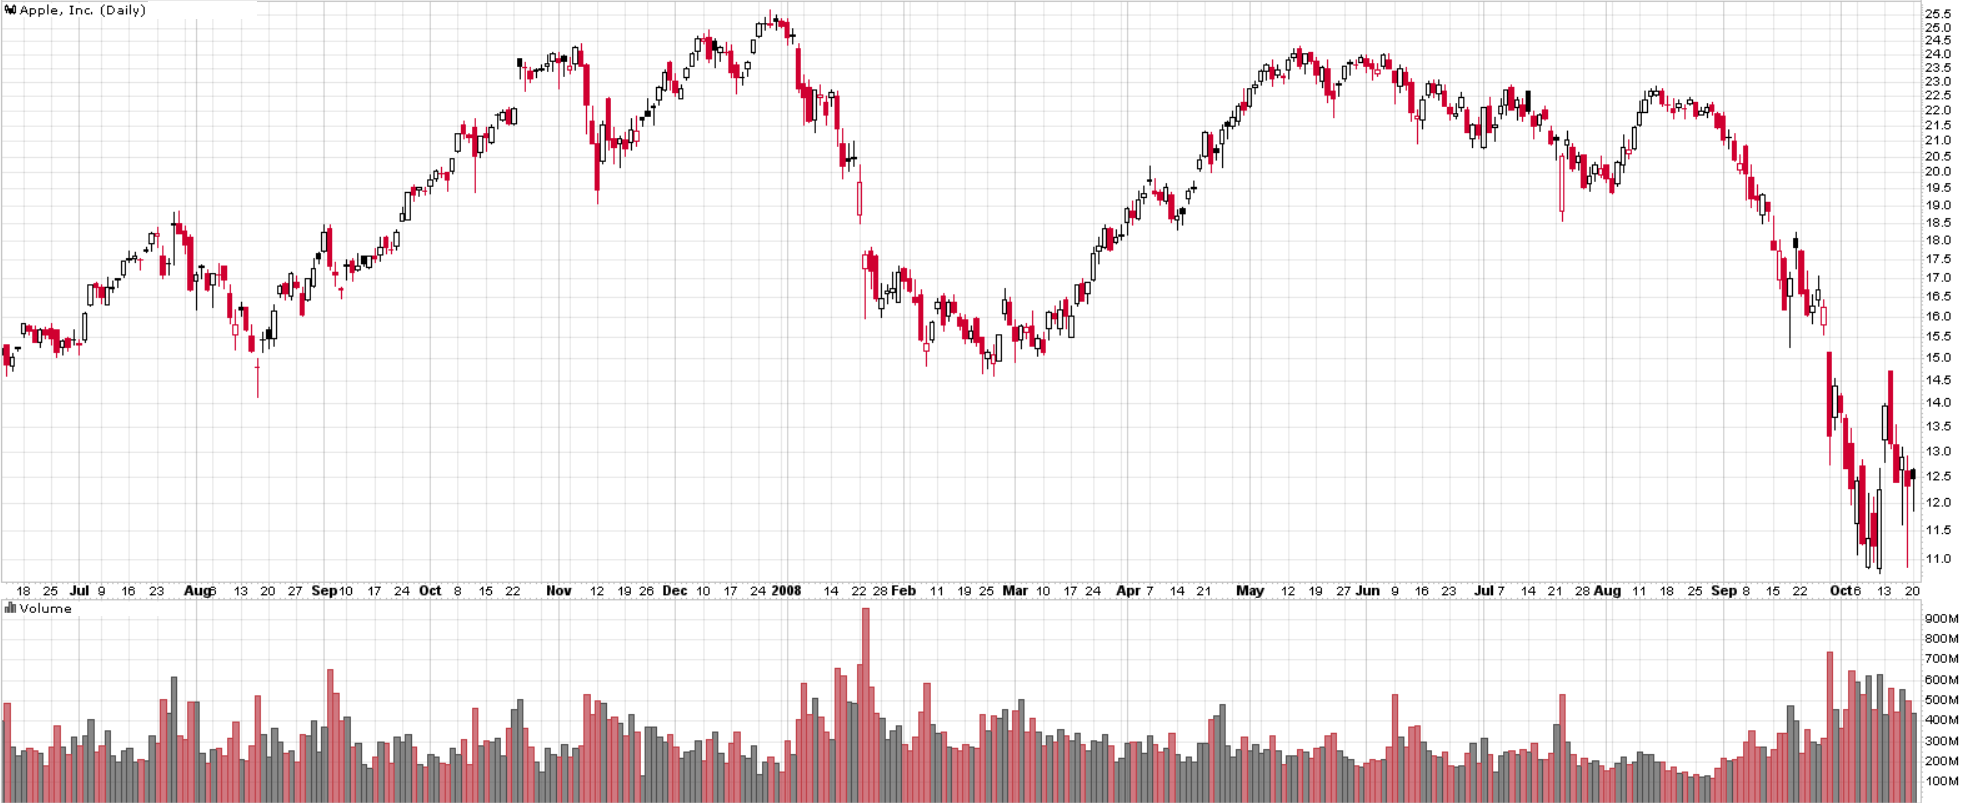 Apple, Inc. (Daily)
25.5
25.0
24.5
24.0
23.5
23.0
22.5
22.0
21.5
21.0
20.5
20.0
19.5
19.0
18.5
18.0
17.5
17.0
16.5
16.0
15.5
15.0
14.5
14.0
13.5
13.0
12.5
12.0
11.5
11.0
18 25 Jul 9 16 23 Aug 6 13 20 27 Sep 10 17 24 Oct 8 15 22 Nov 12 19 26 Dec 10 17 24 2008 14 22 28 Feb 11 19 25 Mar 10 17 24 Apr 7 14 21 May 12 19 27 Jun 9 16 23 Jul 7 14 21 28 Aug 11 18 25 Sep 8 15 22 Oct 6 13 20
Volume
900M
800M
700M
600M
500M
400M
300M
200M
100M